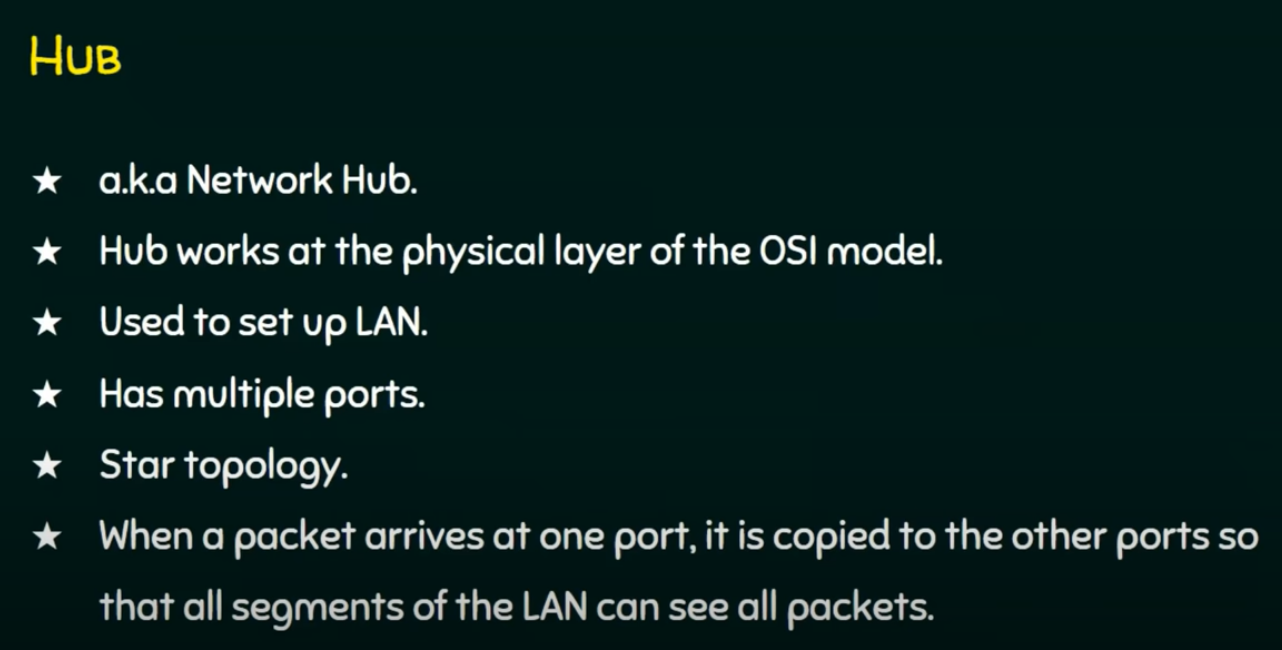 HUB
★ a.k.a Network Hub.
★ Hub works at the physical layer of the OSI model.
★ Used to set up LAN.
★ Has multiple ports.
★ Star topology.
★ When a packet arrives at one port, it is copied to the other ports so
that all segments of the LAN can see all packets.